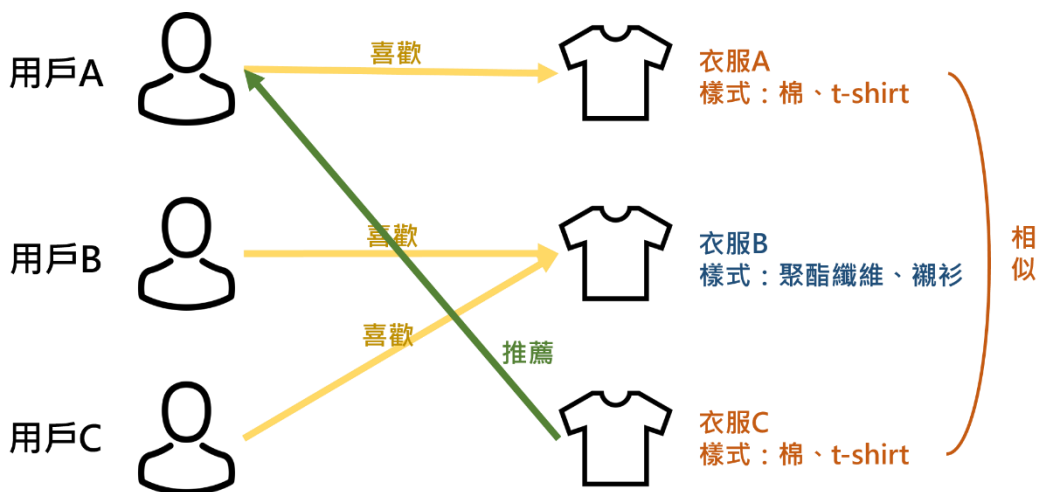 用戶A
喜歡
衣服A
樣式：棉、t-shirt
用戶B
喜歡
衣服B
樣式：聚酯纖維、襯衫
相似
喜歡
推薦
用戶C
衣服C
樣式：棉、t-shirt